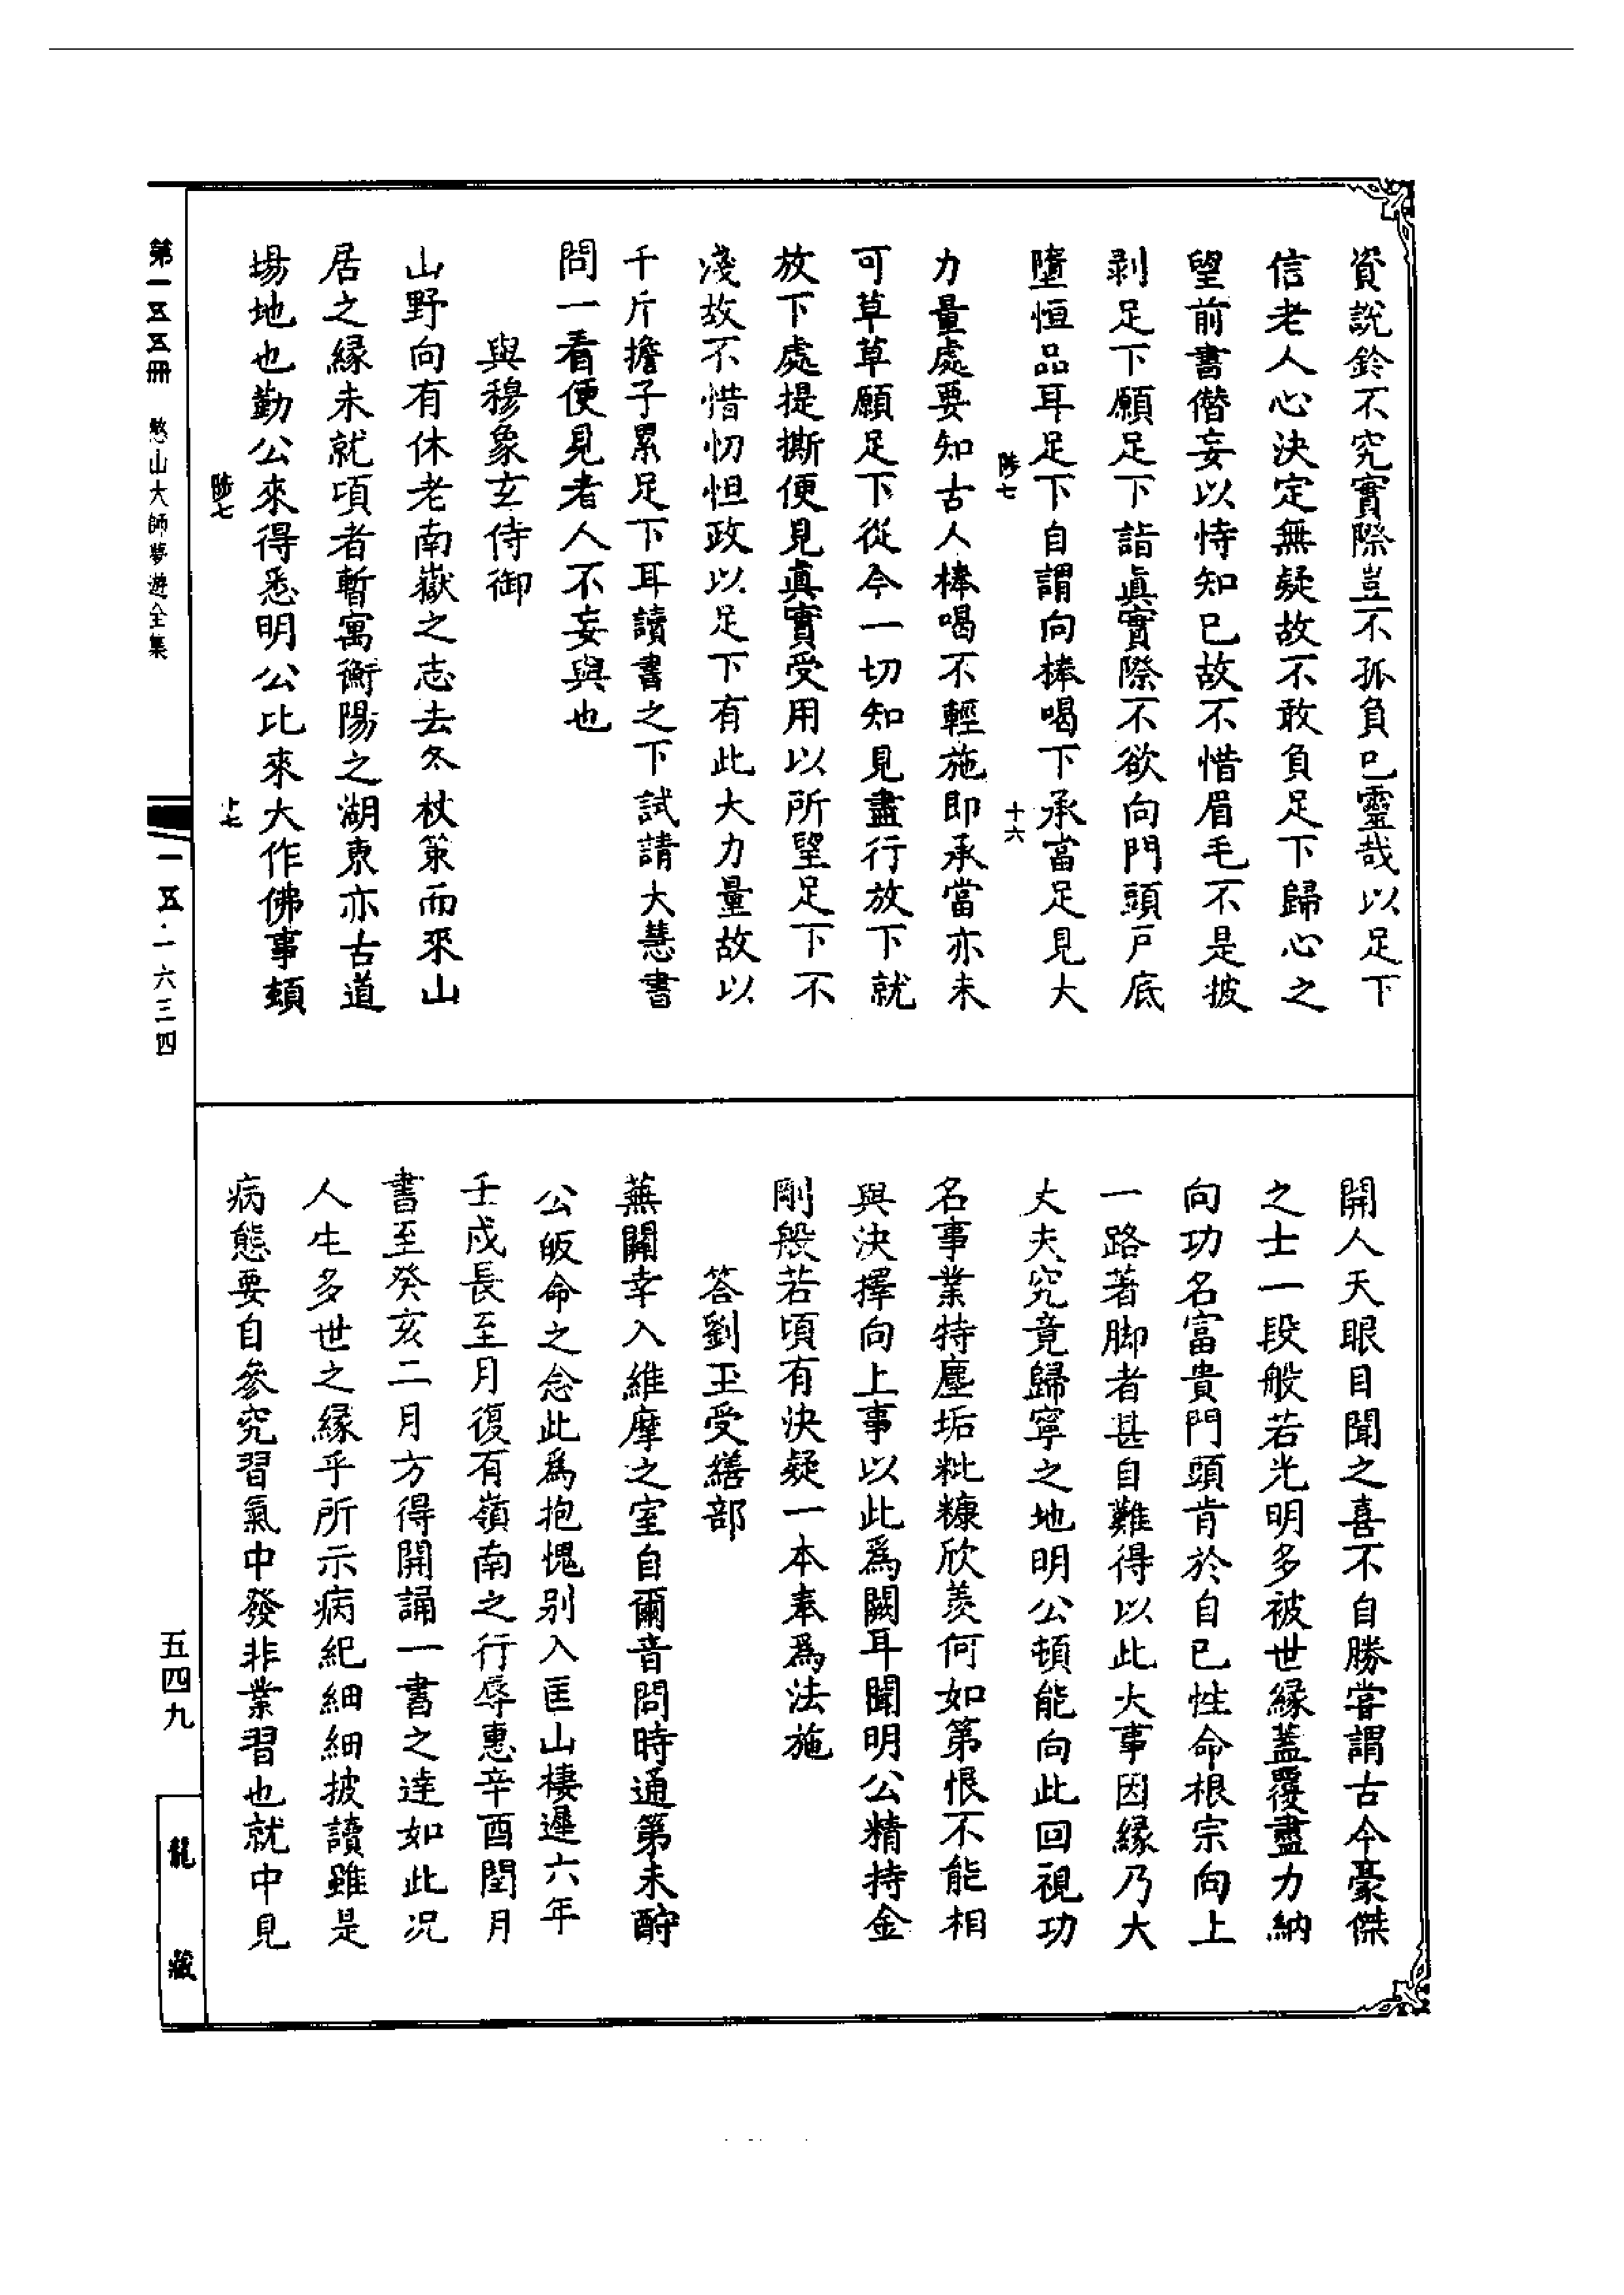 資說鈴不究實際豈不孤負已靈哉以足下
信老人心決定無疑故不敢負足下歸心之
望前書僭妄以恃知已故不惜眉毛不是披
剥足下願足下詣眞實際不欲向門頭戶底
墮恒品耳足下自謂向棒喝下承當足見大
陟七
十六
力量處要知古人棒喝不輕施即承當亦未
可草草願足下從今一切知見盡行放下就
放下處提撕便見眞實受用以所望足下不
淺故不惜忉怛政以足下有此大力量故以
千斤擔子累足下耳讀書之下試請大慧書
問一看便見老人不妄與也
與穆象玄侍御
山野向有休老南嶽之志去冬杖策而來山
居之緣未就頃者暫寓衡陽之湖東亦古道
場地也勤公來得悉明公比來大作佛事頓
陟七
十七
開人天眼目聞之喜不自勝嘗謂古今豪傑
之士一段般若光明多被世緣蓋覆盡力納
向功名富貴門頭肯於自已性命根宗向上
一路著脚者甚自難得以此大事因緣乃大
丈夫究竟歸寧之地明公頓能向此回視功
名事業特塵垢粃糠欣羨何如第恨不能相
與決擇向上事以此爲闕耳聞明公精持金
剛般若頃有決疑一本奉爲法施
答劉玉受繕部
蕪關幸入維摩之室自爾音問時通第未酹
公皈命之念此爲抱愧别入匡山棲遲六年
壬戌長至月復有嶺南之行辱惠辛酉閏月
書至癸亥二月方得開誦一書之達如此况
人生多世之緣乎所示病紀細細披讀雖是
病態要自參究習氣中發非業習也就中見
第一五五冊
憨山大師夢遊全集
一五·一六三四
五四九
龍藏